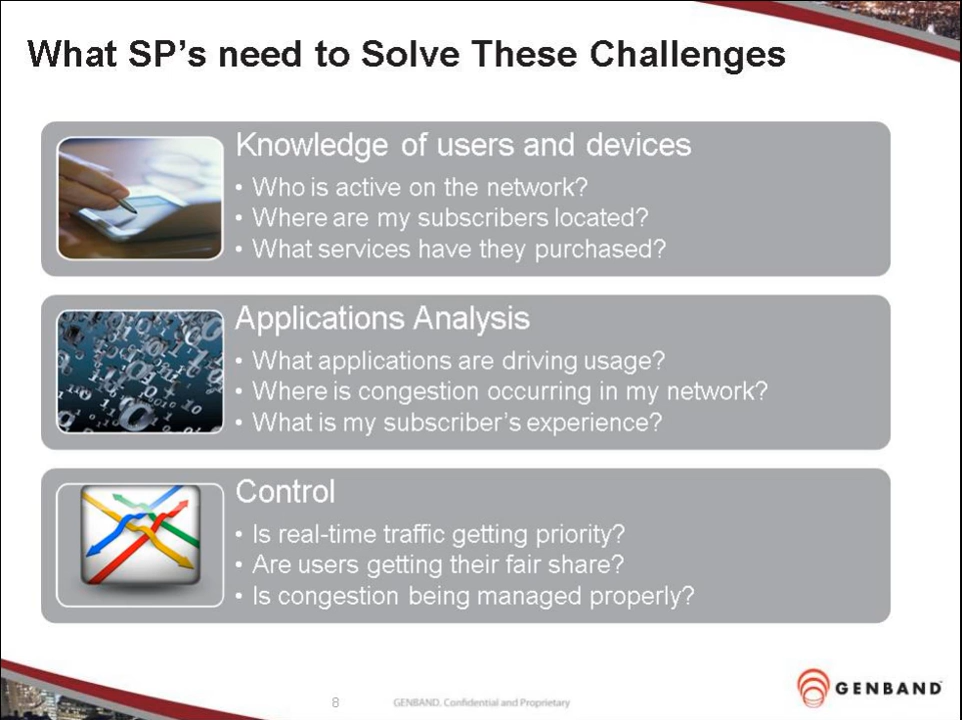 What SP's need to Solve These Challenges
Knowledge of users and devices
• Who is active on the network?
• Where are my subscribers located?
• What services have they purchased?
Applications Analysis
• What applications are driving usage?
• Where is congestion occurring in my network?
• What is my subscriber's experience?
Control
• Is real-time traffic getting priority?
• Are users getting their fair share?
• Is congestion being managed properly?
8
GENBAND. Confidential and Proprietary
GENBAND